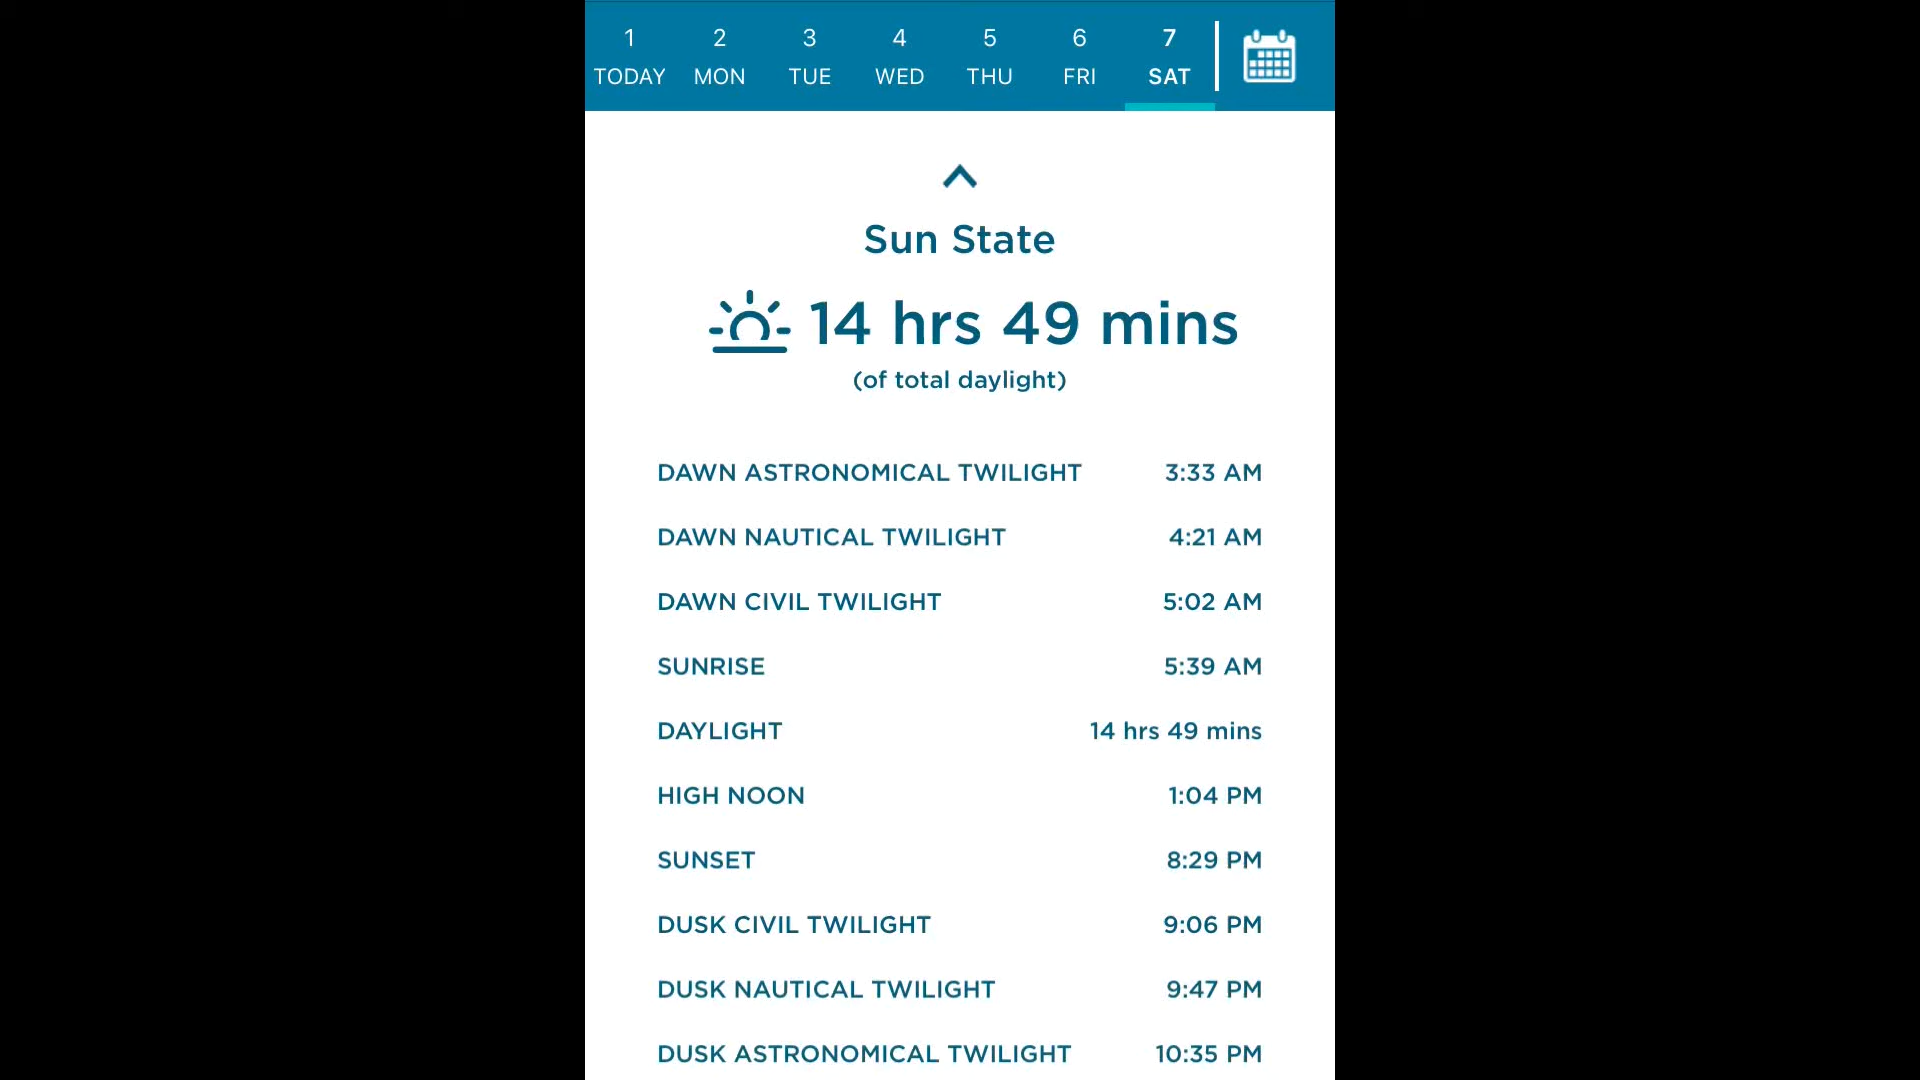 1 2 3 4 5 6 7
TODAY MON TUE WED THU FRI SAT
Sun State
14 hrs 49 mins
(of total daylight)
DAWN ASTRONOMICAL TWILIGHT 3:33 AM
DAWN NAUTICAL TWILIGHT 4:21 AM
DAWN CIVIL TWILIGHT 5:02 AM
SUNRISE 5:39 AM
DAYLIGHT 14 hrs 49 mins
HIGH NOON 1:04 PM
SUNSET 8:29 PM
DUSK CIVIL TWILIGHT 9:06 PM
DUSK NAUTICAL TWILIGHT 9:47 PM
DUSK ASTRONOMICAL TWILIGHT 10:35 PM